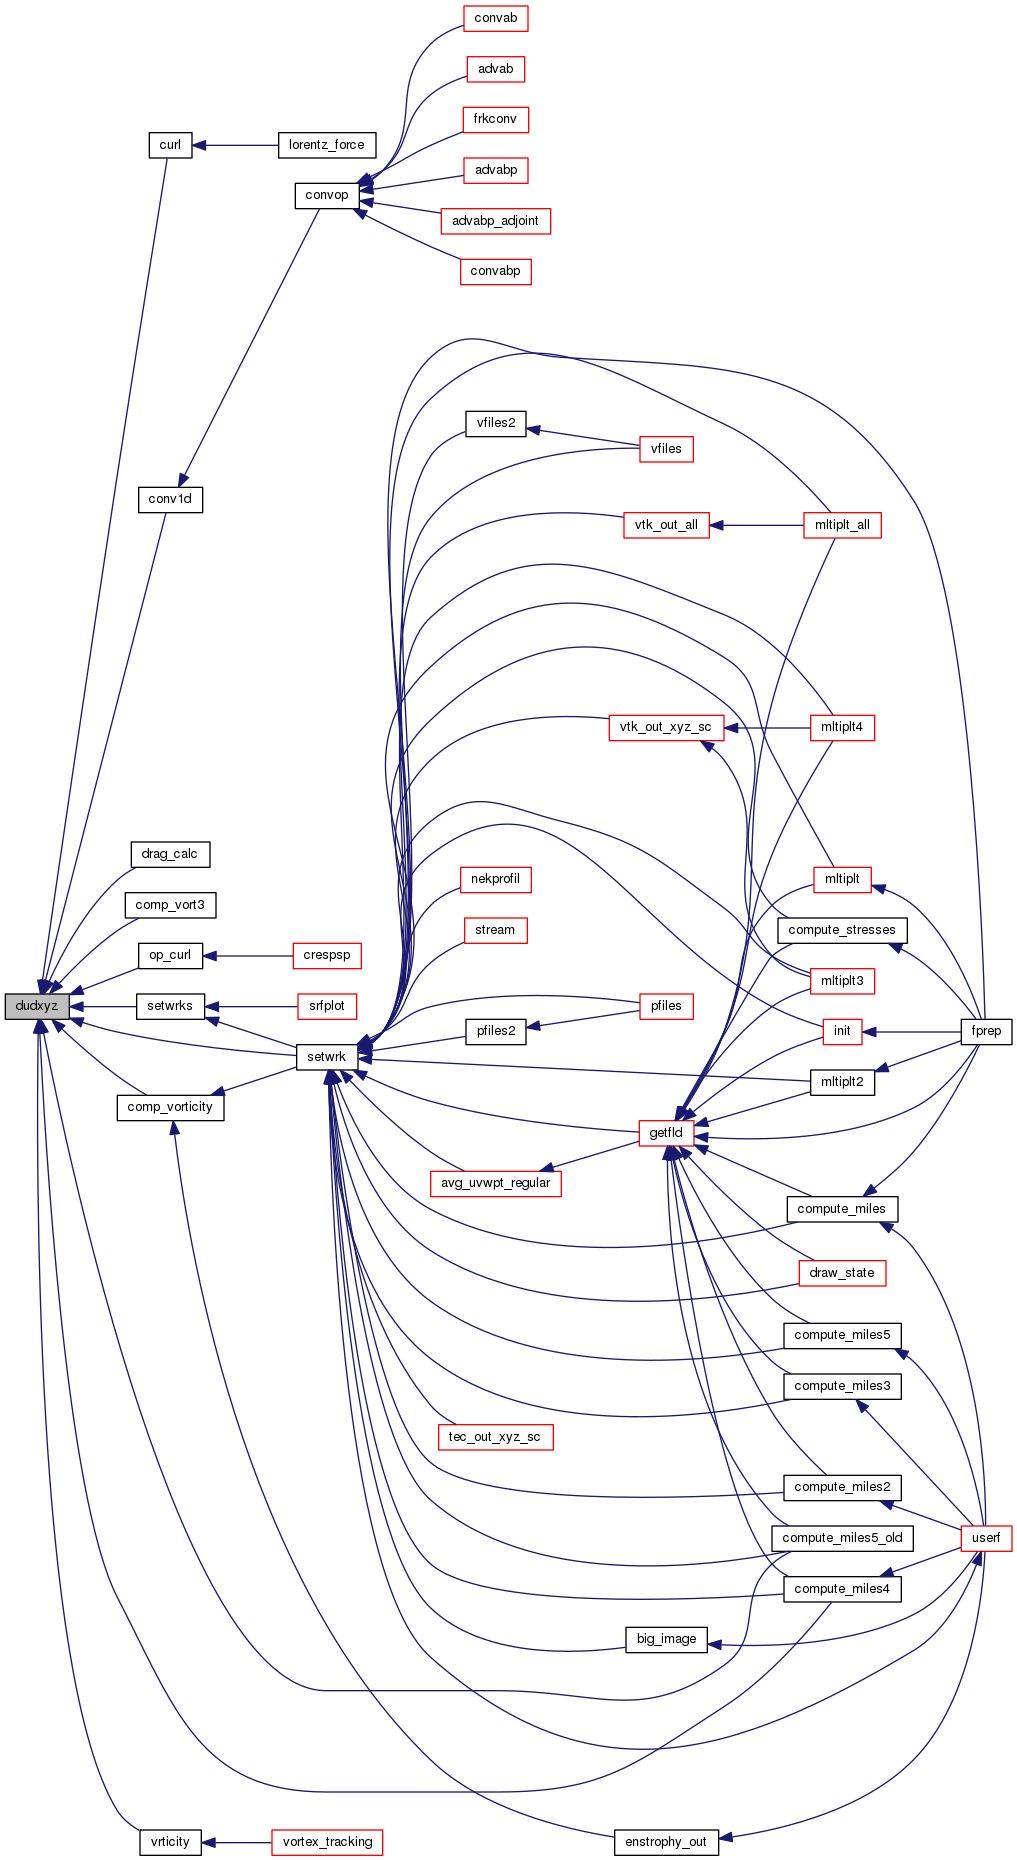 convab
advab
frkconv
curl
lorentz_force
advabp
convop
advabp_adjoint
convabp
vfiles2
vfiles
conv1d
vtk_out_all
mltiplt_all
vtk_out_xyz_sc
mltiplt4
drag_calc
nekprofil
mltiplt
comp_vort3
stream
compute_stresses
op_curl
crespsp
mltiplt3
dudxyz
setwrks
srfplot
pfiles
pfiles2
init
fprep
setwrk
mltiplt2
comp_vorticity
getfld
avg_uvwpt_regular
compute_miles
draw_state
compute_miles5
compute_miles3
tec_out_xyz_sc
compute_miles2
compute_miles5_old
userf
compute_miles4
big_image
vrticity
vortex_tracking
enstrophy_out